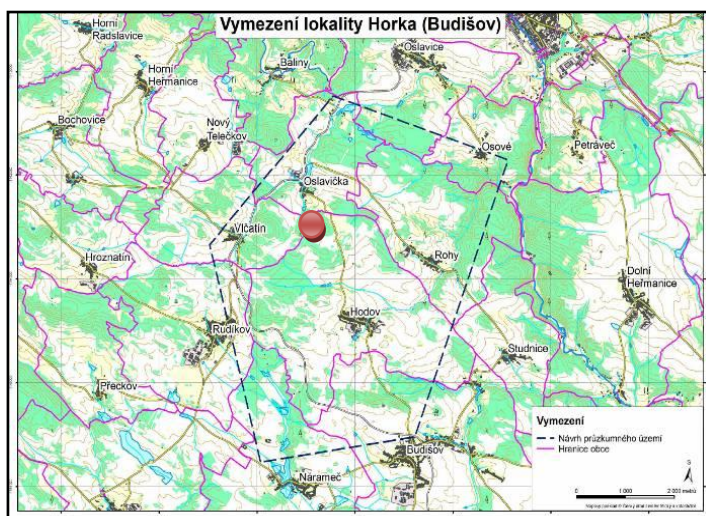 Vymezení lokality Horka (Budišov)
Horní
Radslavice
Baliny
Oslavice
Horní
Heřmanice
Bochovice
Nový
Telečkov
Osové
Petráveč
Oslavička
Vlčatín
Hroznatín
Rohy
Dolní
Heřmanice
Hodov
Rudíkov
Studnice
Přeckov
Budišov
Naramеč
Vymezení
Návrh průzkumného území
Hranice obce
0
1 000
2 000 metrů